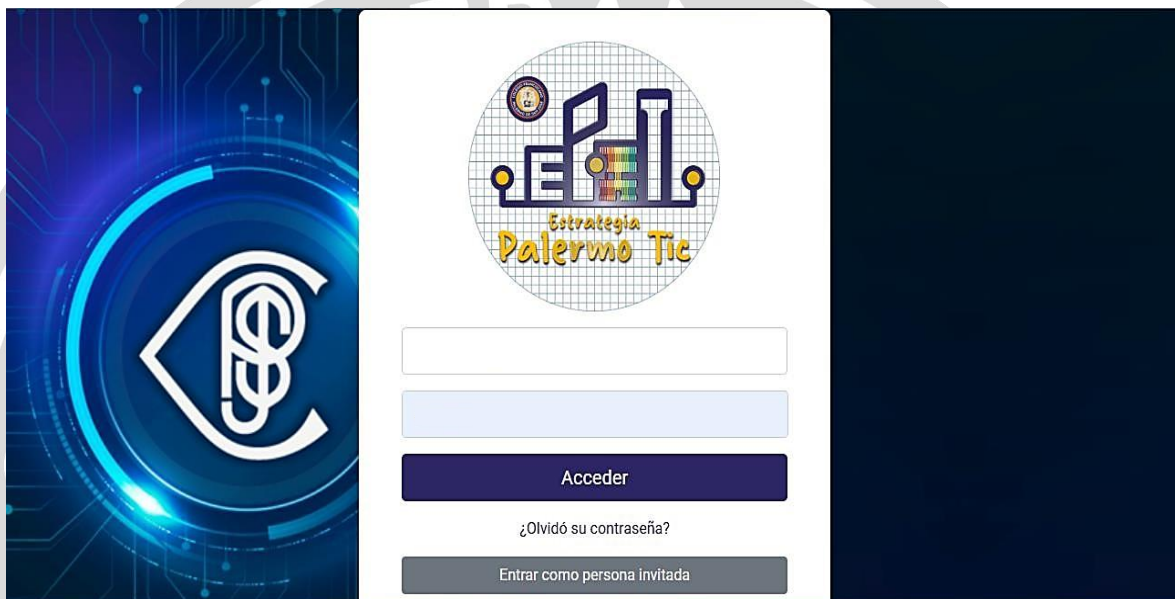 Estrategia
Palermo Tic
Acceder
¿Olvidó su contraseña?
Entrar como persona invitada